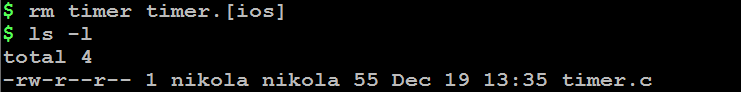 $ rm timer timer.[ios]
$ ls -l
total 4
-rw-r--r-- 1 nikola nikola 55 Dec 19 13:35 timer.c